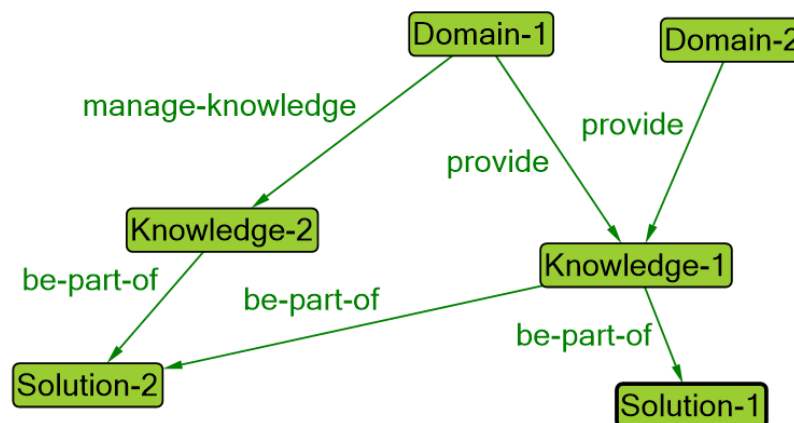 Domain-1
Domain-2
manage-knowledge
provide
provide
Knowledge-2
Knowledge-1
be-part-of
be-part-of
be-part-of
Solution-2
Solution-1